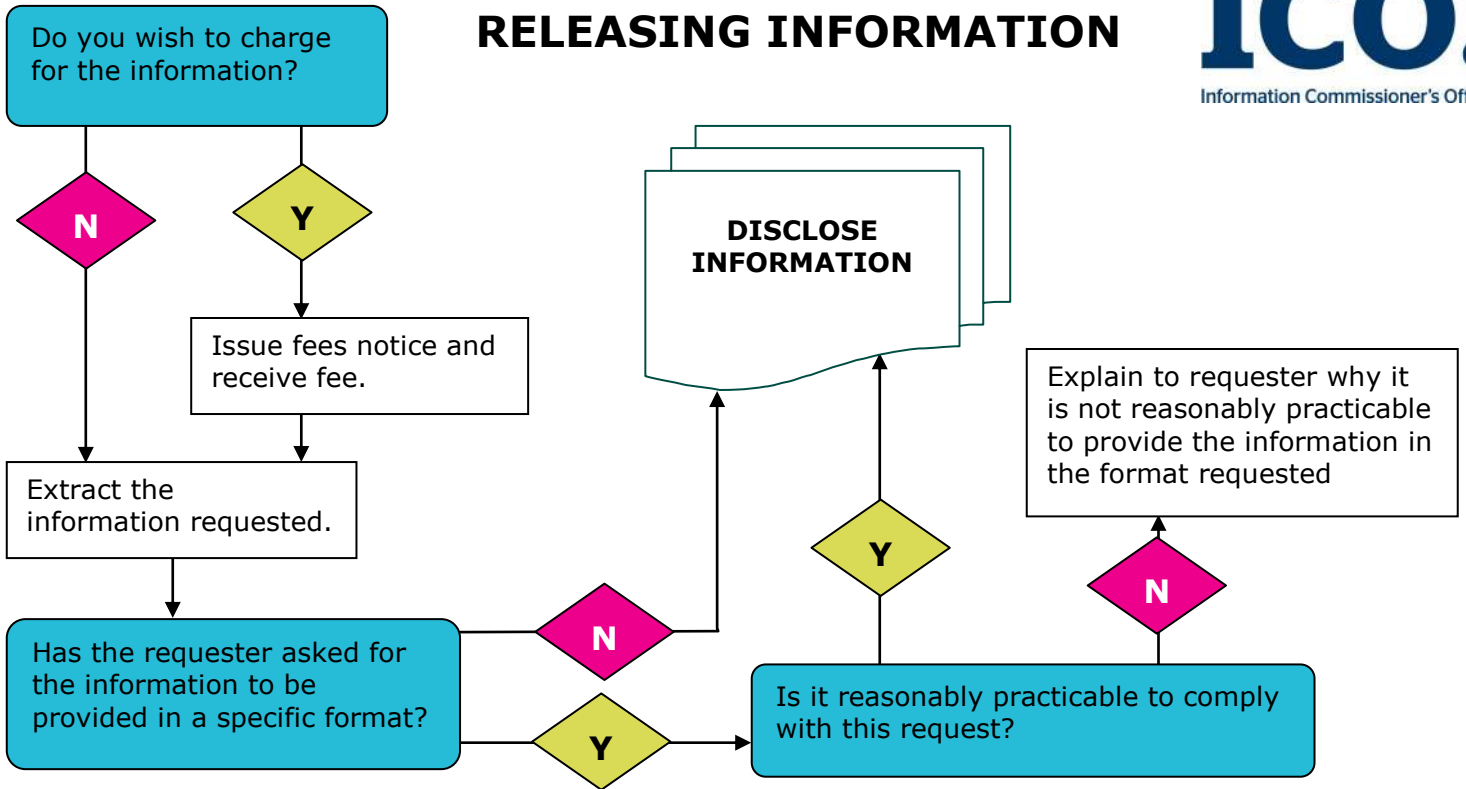 RELEASING INFORMATION
ico.
Information Commissioner's Off
Do you wish to charge
for the information?
N
Y
Issue fees notice and
receive fee.
Extract the
information requested.
Has the requester asked for
the information to be
provided in a specific format?
N
Y
DISCLOSE
INFORMATION
Is it reasonably practicable to comply
with this request?
Y
N
Explain to requester why it
is not reasonably practicable
to provide the information in
the format requested